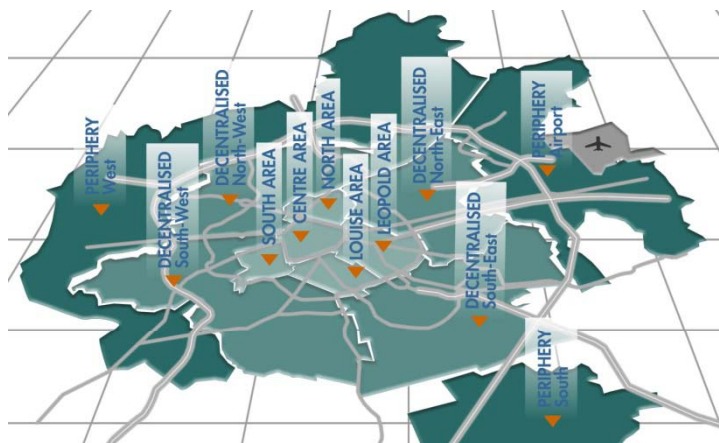 PERIPHERY
West
DECENTRALISED
South-West
DECENTRALISED
North-West
SOUTH AREA
CENTRE AREA
NORTH AREA
LOUISE AREA
LEOPOLD AREA
DECENTRALISED
North-East
DECENTRALISED
South-East
PERIPHERY
Airport
PERIPHERY
South